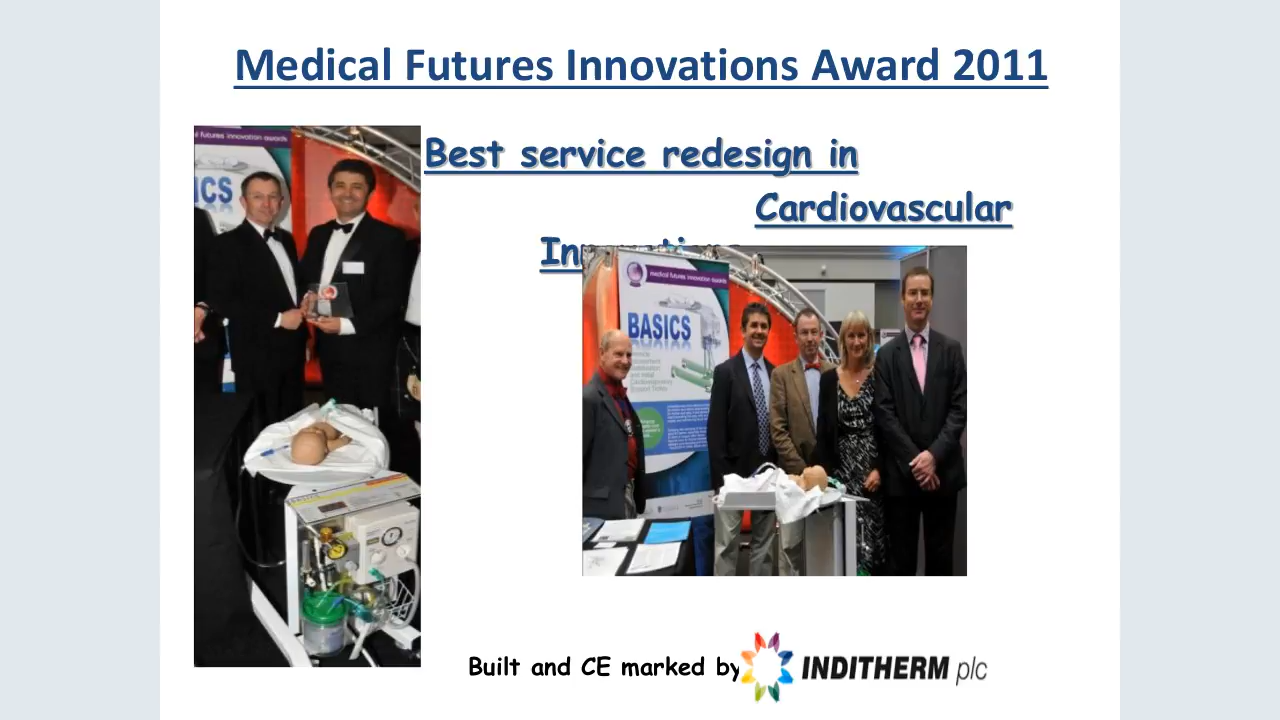 Medical Futures Innovations Award 2011
Best service redesign in
Cardiovascular
medical futures innovation awards
BASICS
Built and CE marked by
INDITHERM plc